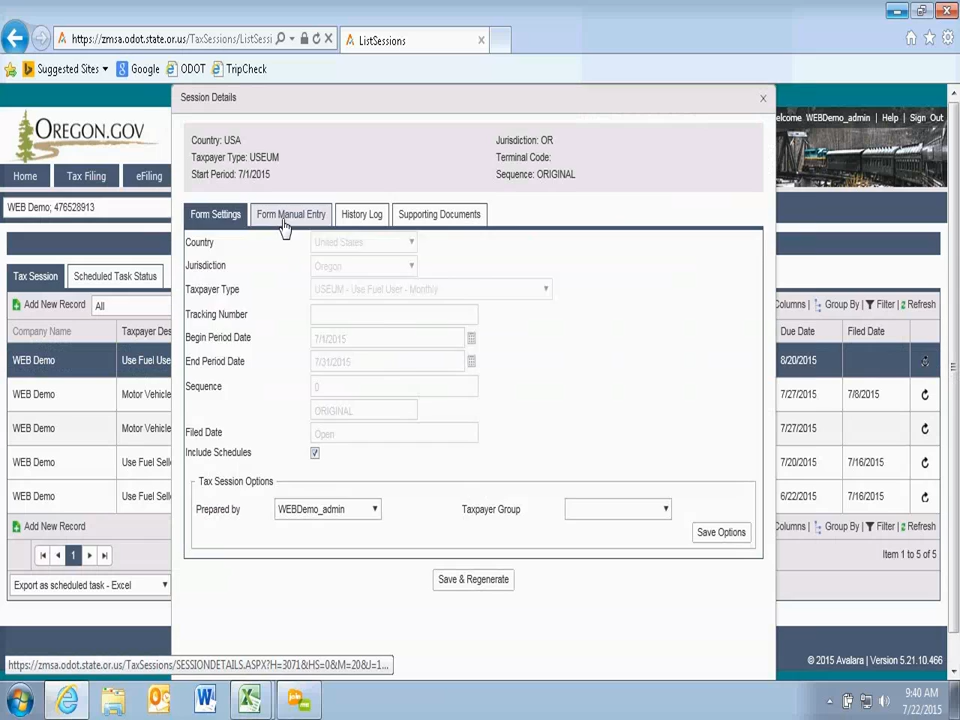 https://zmsa.odot.state.or.us/TaxSessions/ListSessi
ListSessions
Suggested Sites
Google
ODOT
TripCheck
OREGON.GOV
Home
Tax Filing
eFiling
WEB Demo; 476528913
WEBDemo_admin | Help | Sign Out
Session Details
x
Country: USA
Jurisdiction: OR
Taxpayer Type: USEUM
Terminal Code:
Start Period: 7/1/2015
Sequence: ORIGINAL
Form Settings
Form Manual Entry
History Log
Supporting Documents
Country
United States
Jurisdiction
Oregon
Taxpayer Type
USEUM - Use Fuel User - Monthly
Tracking Number
Begin Period Date
7/1/2015
End Period Date
7/31/2015
Sequence
0
ORIGINAL
Filed Date
Open
Include Schedules
Tax Session Options
Prepared by
WEBDemo_admin
Taxpayer Group
Save Options
Save & Regenerate
Tax Session
Scheduled Task Status
Add New Record
All
Group By
Filter
Refresh
Company Name
Due Date
Filed Date
WEB Demo
Use Fuel
8/20/2015
WEB Demo
Motor Vehicle
7/27/2015
7/8/2015
WEB Demo
Motor Vehicle
7/27/2015
WEB Demo
Use Fuel
7/20/2015
7/16/2015
WEB Demo
Use Fuel
6/22/2015
7/16/2015
Add New Record
Group By
Filter
Refresh
1
Item 1 to 5 of 5
Export as scheduled task - Excel
© 2015 Avalara | Version 5.21.10.466
https://zmsa.odot.state.or.us/TaxSessions/SESSIONDETAILS.ASPX?H=3071&HS=0&M=20&J=1...
9:40 AM
7/22/2015